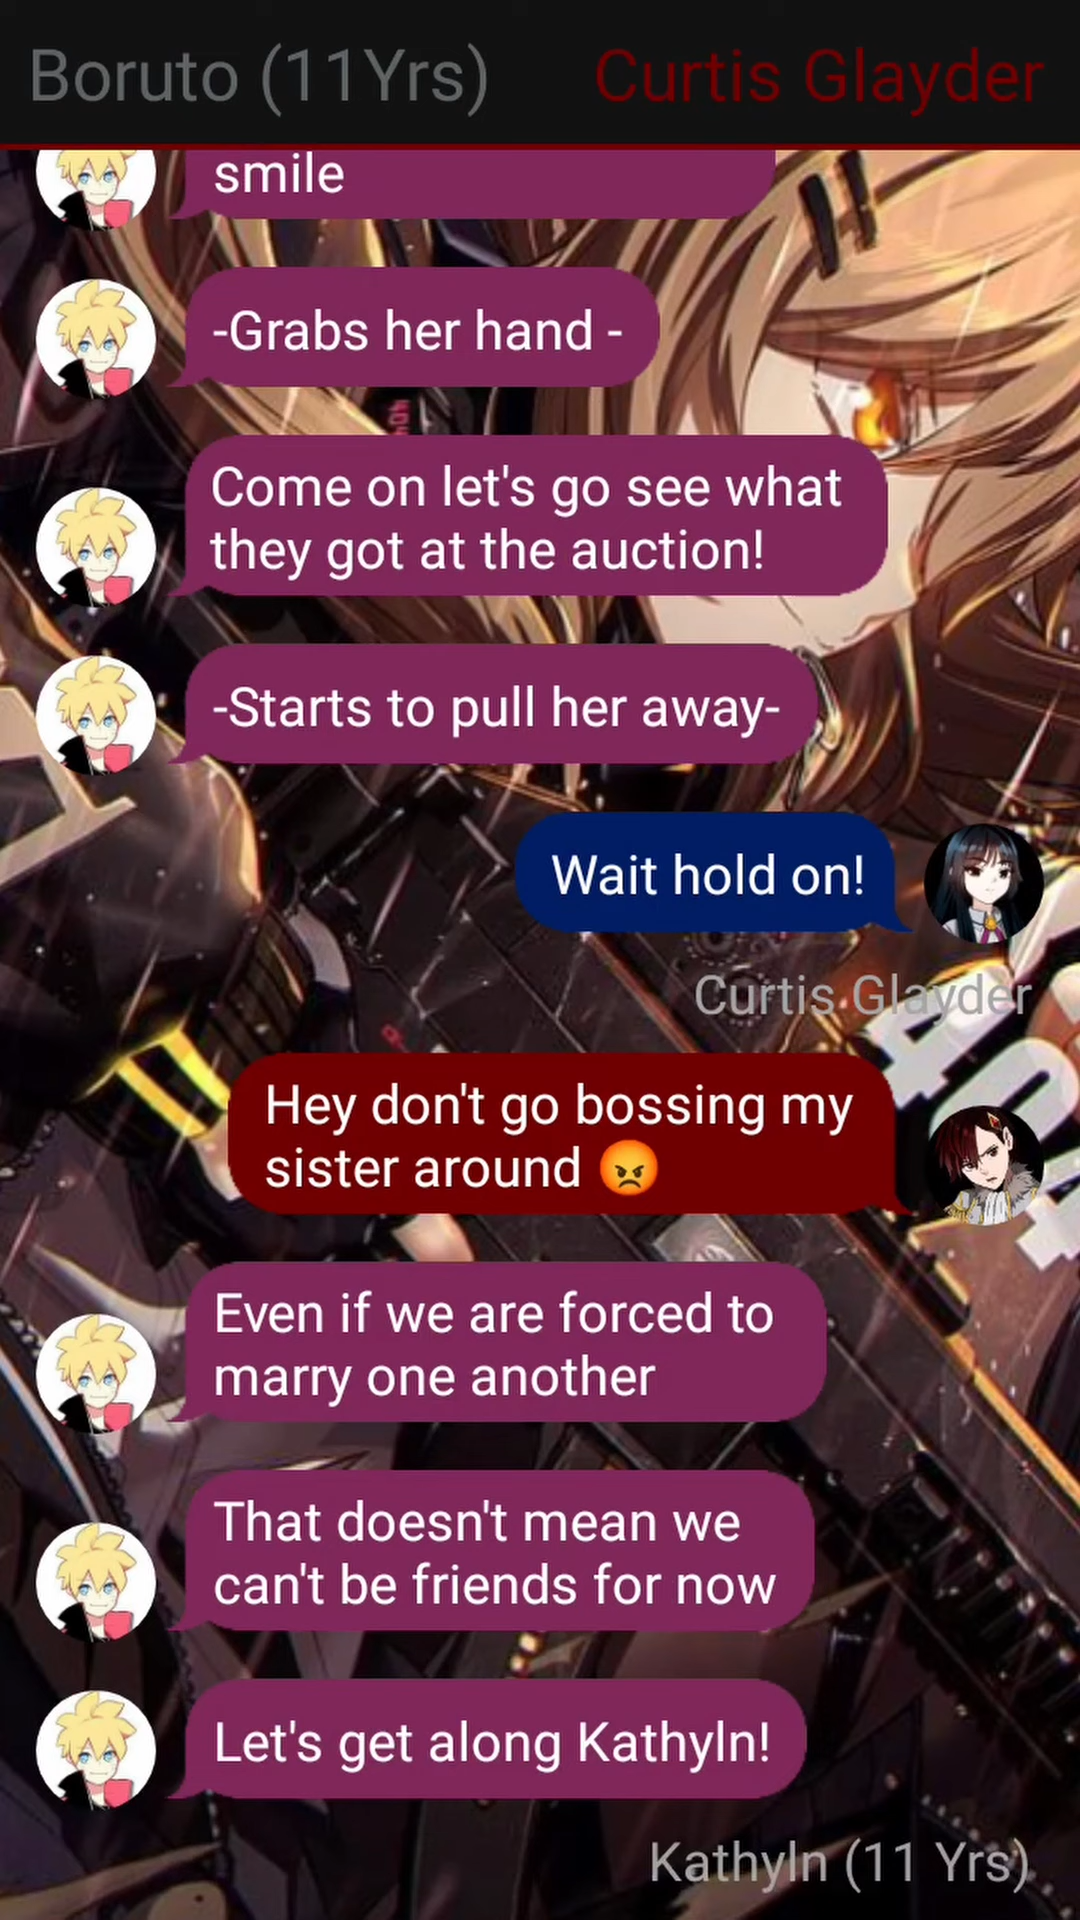 Boruto (11Yrs) Curtis Glayder
smile
-Grabs her hand -
Come on let's go see what
they got at the auction!
-Starts to pull her away-
Wait hold on!
Curtis Glayder
Hey don't go bossing my
sister around 😡
Even if we are forced to
marry one another
That doesn't mean we
can't be friends for now
Let's get along Kathyln!
Kathyln (11 Yrs)